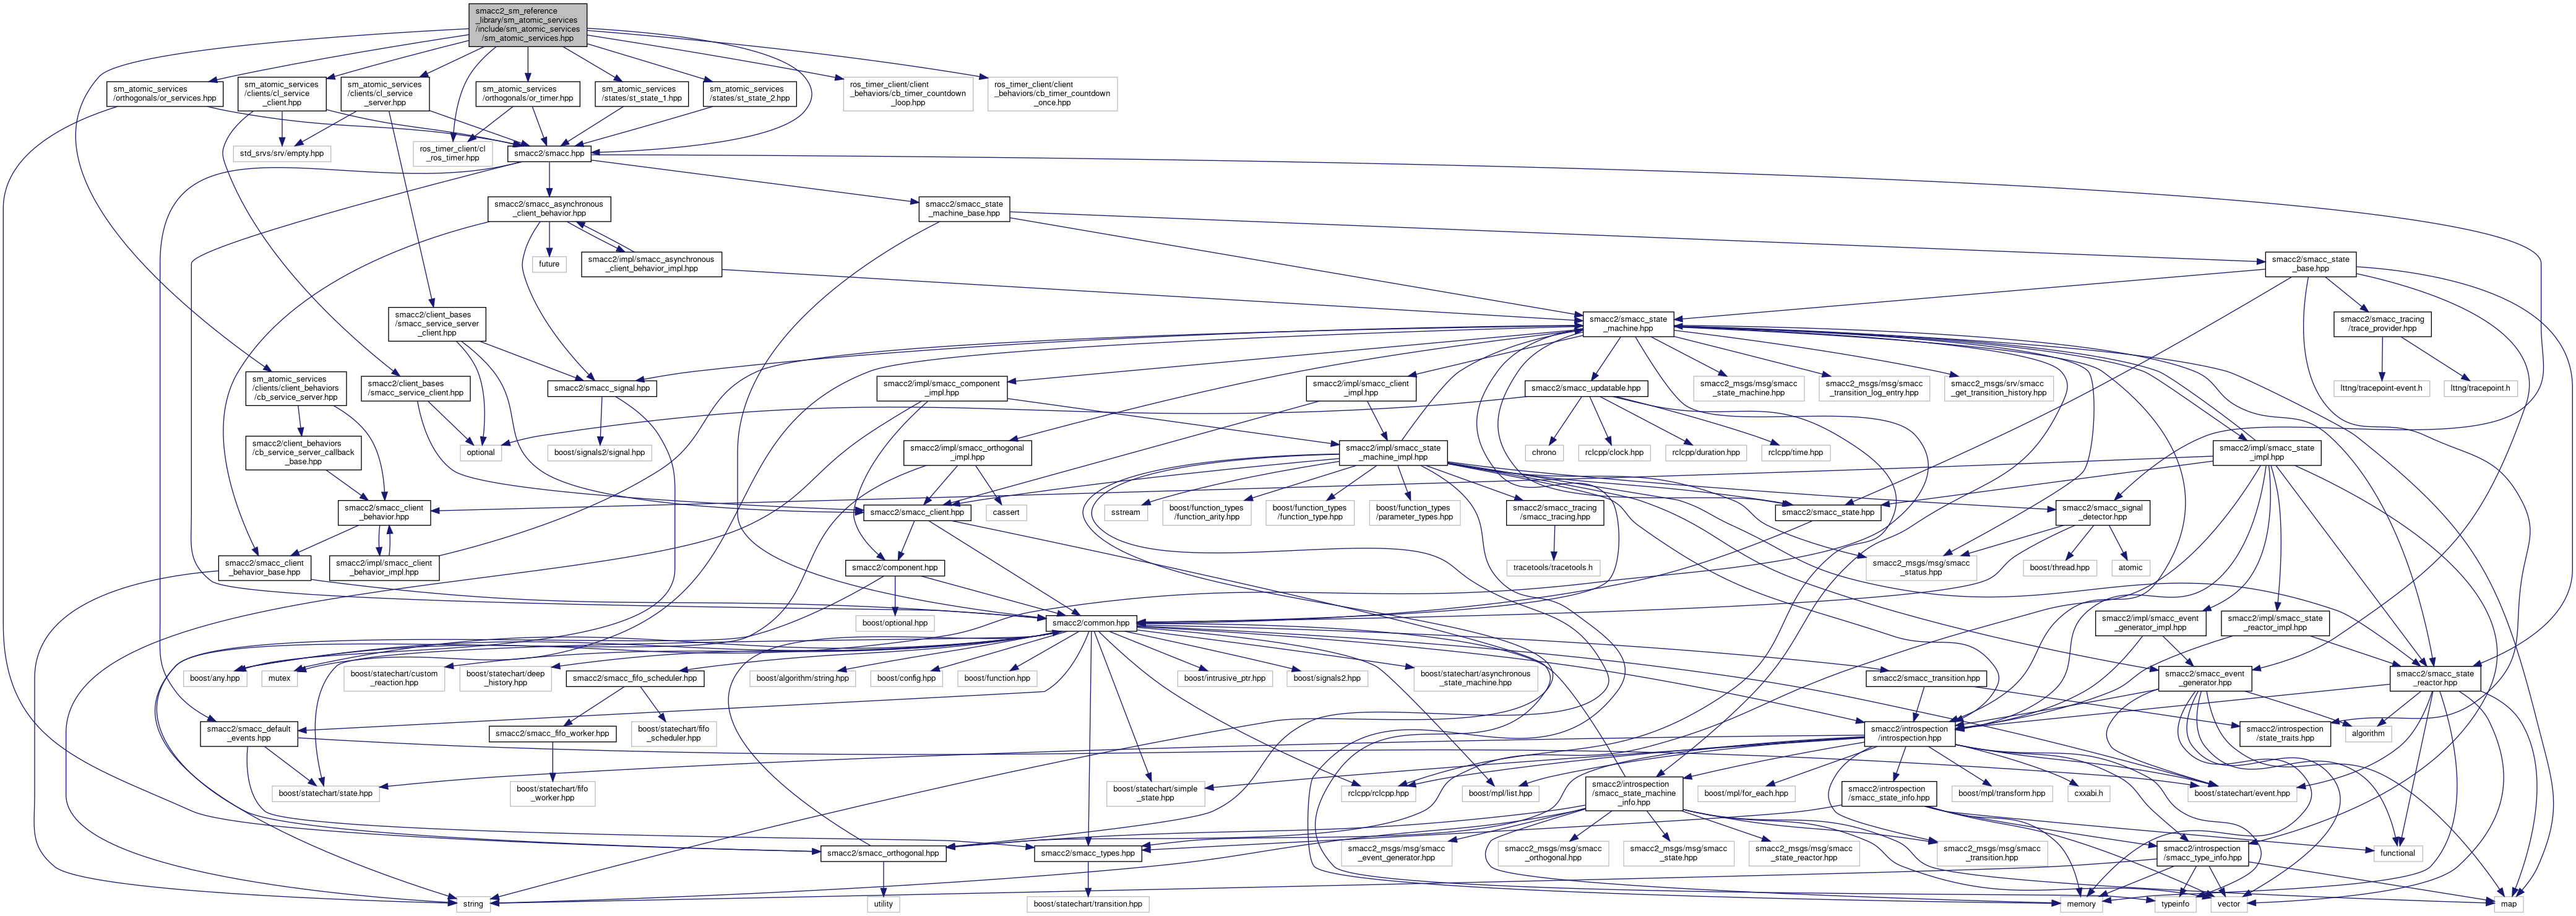 smacc2_sm_reference
_library/sm_atomic_services
/include/sm_atomic_services
/sm_atomic_services.hpp
sm_atomic_services
/orthogonals/or_services.hpp
sm_atomic_services
/clients/cl_service
_client.hpp
sm_atomic_services
/clients/cl_service
_server.hpp
sm_atomic_services
/orthogonals/or_timer.hpp
sm_atomic_services
/states/st_state_1.hpp
sm_atomic_services
/states/st_state_2.hpp
ros_timer_client/client
_behaviors/cb_timer_countdown
_loop.hpp
ros_timer_client/client
_behaviors/cb_timer_countdown
_once.hpp
std_srvs/srv/empty.hpp
ros_timer_client/cl
_ros_timer.hpp
smacc2/smacc.hpp
smacc2/smacc_asynchronous
_client_behavior.hpp
smacc2/smacc_state
_machine_base.hpp
future
smacc2/impl/smacc_asynchronous
_client_behavior_impl.hpp
smacc2/smacc_state
_base.hpp
smacc2/client_bases
/smacc_service_server
_client.hpp
smacc2/smacc_state
_machine.hpp
smacc2/smacc_tracing
/trace_provider.hpp
sm_atomic_services
/clients/client_behaviors
/cb_service_server.hpp
smacc2/client_bases
/smacc_service_client.hpp
smacc2/smacc_signal.hpp
smacc2/impl/smacc_component
_impl.hpp
smacc2/impl/smacc_client
_impl.hpp
smacc2/smacc_updatable.hpp
smacc2_msgs/msg/smacc
_state_machine.hpp
smacc2_msgs/msg/smacc
_transition_log_entry.hpp
smacc2_msgs/srv/smacc
_get_transition_history.hpp
lttng/tracepoint-event.h
lttng/tracepoint.h
smacc2/client_behaviors
/cb_service_server_callback
_base.hpp
optional
boost/signals2/signal.hpp
smacc2/impl/smacc_orthogonal
_impl.hpp
smacc2/impl/smacc_state
_machine_impl.hpp
chrono
rclcpp/clock.hpp
rclcpp/duration.hpp
rclcpp/time.hpp
smacc2/impl/smacc_state
_impl.hpp
smacc2/smacc_client
_behavior.hpp
smacc2/smacc_client.hpp
cassert
sstream
boost/function_types
/function_arity.hpp
boost/function_types
/function_type.hpp
boost/function_types
/parameter_types.hpp
smacc2/smacc_tracing
/smacc_tracing.hpp
smacc2/smacc_state.hpp
smacc2/smacc_signal
_detector.hpp
smacc2/smacc_client
_behavior_base.hpp
smacc2/impl/smacc_client
_behavior_impl.hpp
smacc2/component.hpp
tracetools/tracetools.h
smacc2_msgs/msg/smacc
_status.hpp
boost/thread.hpp
atomic
boost/optional.hpp
smacc2/common.hpp
smacc2/impl/smacc_event
_generator_impl.hpp
smacc2/impl/smacc_state
_reactor_impl.hpp
boost/any.hpp
mutex
boost/statechart/custom
_reaction.hpp
boost/statechart/deep
_history.hpp
smacc2/smacc_fifo_scheduler.hpp
boost/algorithm/string.hpp
boost/config.hpp
boost/function.hpp
boost/intrusive_ptr.hpp
boost/signals2.hpp
boost/statechart/asynchronous
_state_machine.hpp
smacc2/smacc_transition.hpp
smacc2/smacc_event
_generator.hpp
smacc2/smacc_state
_reactor.hpp
smacc2/smacc_default
_events.hpp
smacc2/smacc_fifo_worker.hpp
boost/statechart/fifo
_scheduler.hpp
smacc2/introspection
/introspection.hpp
smacc2/introspection
/state_traits.hpp
algorithm
boost/statechart/state.hpp
boost/statechart/fifo
_worker.hpp
boost/statechart/simple
_state.hpp
rclcpp/rclcpp.hpp
boost/mpl/list.hpp
smacc2/introspection
/smacc_state_machine
_info.hpp
boost/mpl/for_each.hpp
smacc2/introspection
/smacc_state_info.hpp
boost/mpl/transform.hpp
cxxabi.h
boost/statechart/event.hpp
smacc2/smacc_orthogonal.hpp
smacc2/smacc_types.hpp
smacc2_msgs/msg/smacc
_event_generator.hpp
smacc2_msgs/msg/smacc
_orthogonal.hpp
smacc2_msgs/msg/smacc
_state.hpp
smacc2_msgs/msg/smacc
_state_reactor.hpp
smacc2_msgs/msg/smacc
_transition.hpp
smacc2/introspection
/smacc_type_info.hpp
functional
string
utility
boost/statechart/transition.hpp
memory
typeinfo
vector
map